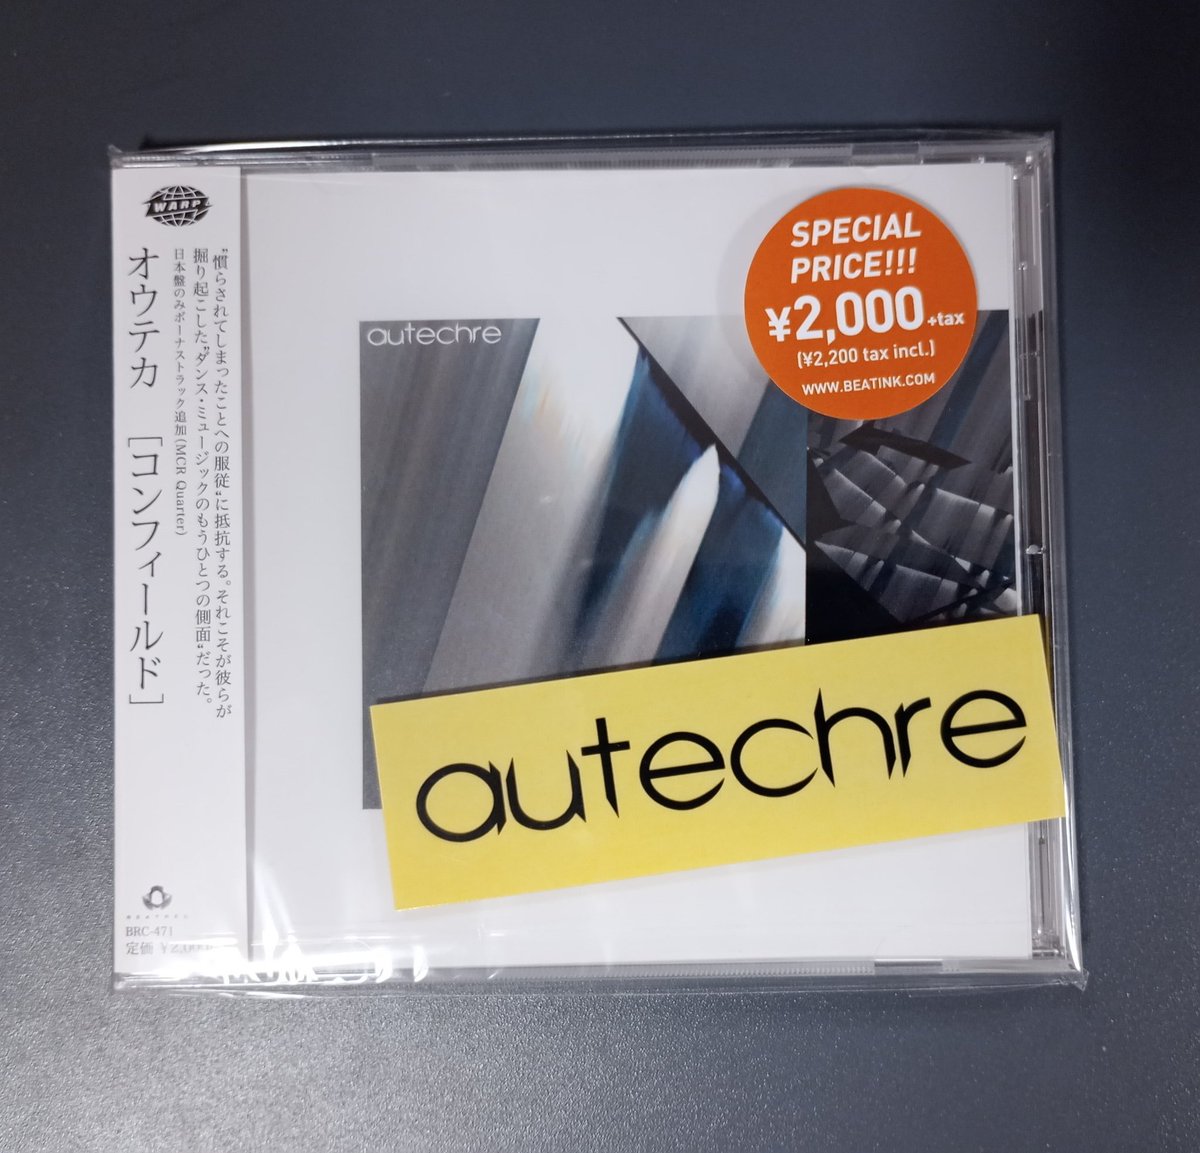 WARP
オウテカ [コンフィールド]
"慣らされてしまったことへの服従"に抵抗する。それこそが彼らが
掘り起こした"ダンス・ミュージックのもうひとつの側面"だった。
日本盤のみボーナストラック追加 (MCR Quarter)
BEATREC
BRC-471
定価 ¥2,00
autechre
SPECIAL
PRICE!!!
¥2,000 +tax
(¥2,200 tax incl.)
WWW.BEATINK.COM
autechre